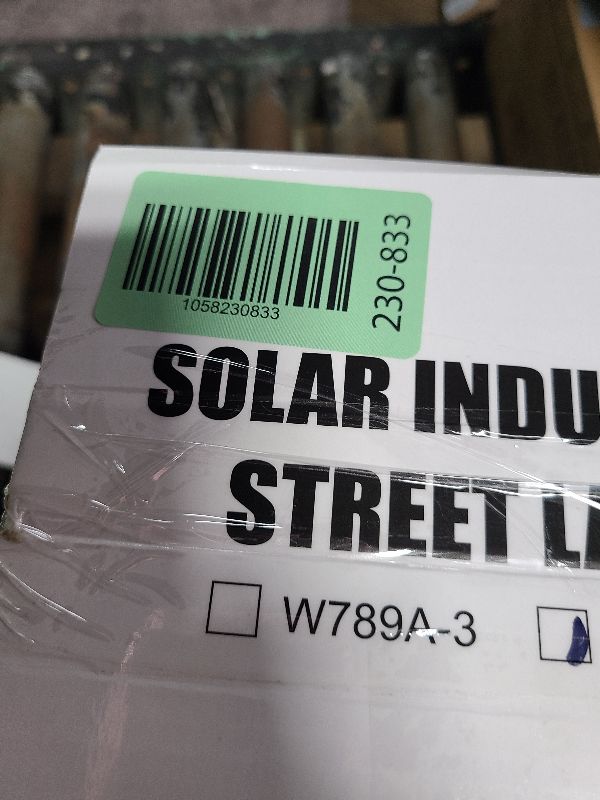 1058230833
230-833
SOLAR INDU
STREET L
W789A-3